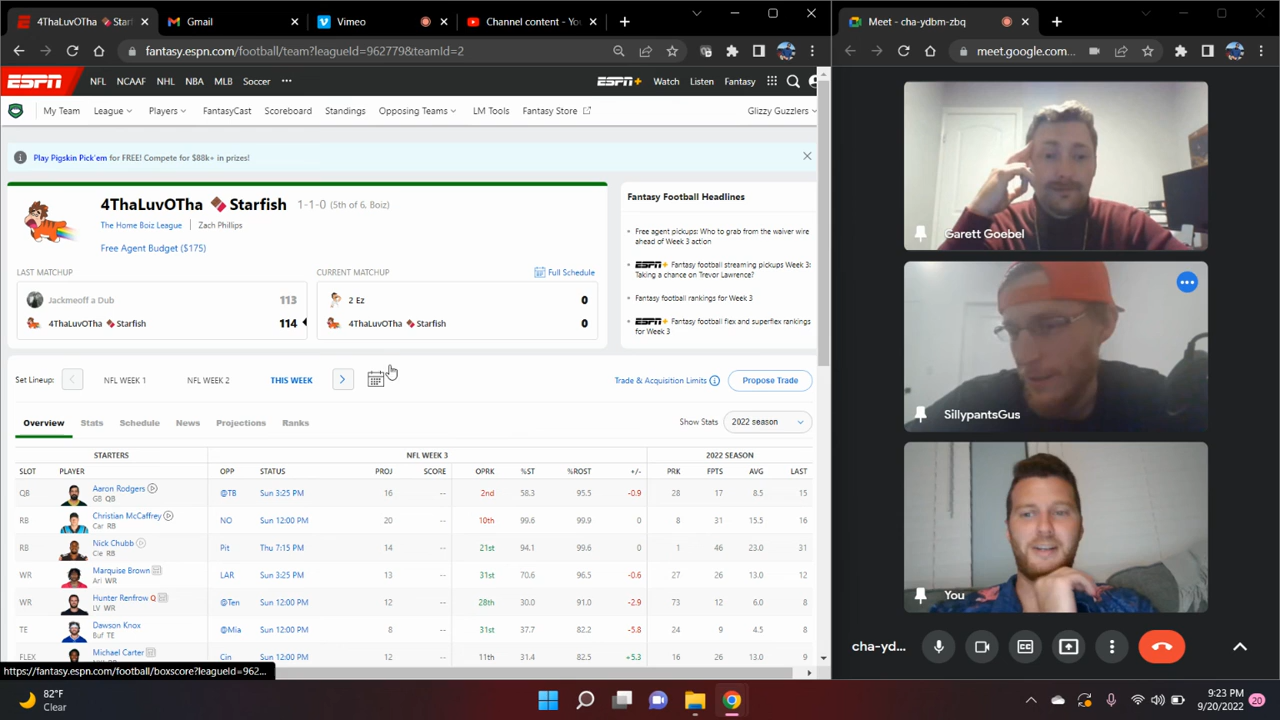 4ThaLuvOTha Starf
Gmail
Vimeo
Channel content - Yo
Meet - cha-ydbm-zbq
fantasy.espn.com/football/team?leagueId=962779&teamId=2
meet.google.com...
ESPN NFL NCAAF NHL NBA MLB Soccer ••• ESPN+ Watch Listen Fantasy
My Team League Players FantasyCast Scoreboard Standings Opposing Teams LM Tools Fantasy Store Glizzy Guzzlers
Play Pigskin Pick'em for FREE! Compete for $88k+ in prizes!
4ThaLuvOTha 🍫 Starfish 1-1-0 (5th of 6, Boiz)
The Home Boiz League | Zach Phillips
Free Agent Budget ($175)
LAST MATCHUP
Jackmeoff a Dub 113
4ThaLuvOTha 🍫 Starfish 114
CURRENT MATCHUP Full Schedule
2 Ez 0
4ThaLuvOTha 🍫 Starfish 0
Fantasy Football Headlines
Free agent pickups: Who to grab from the waiver wire
ahead of Week 3 action
ESPN+ Fantasy football streaming pickups Week 3:
Taking a chance on Trevor Lawrence?
Fantasy football rankings for Week 3
ESPN+ Fantasy football flex and superflex rankings
for Week 3
Set Lineup: NFL WEEK 1 NFL WEEK 2 THIS WEEK Trade & Acquisition Limits Propose Trade
Overview Stats Schedule News Projections Ranks Show Stats 2022 season
STARTERS NFL WEEK 3 2022 SEASON
SLOT PLAYER OPP STATUS PROJ SCORE OPRK %ST %ROST +/- PRK FPTS AVG LAST
QB Aaron Rodgers @TB Sun 3:25 PM 16 -- 2nd 58.3 95.5 -0.9 28 17 8.5 15
GB QB
RB Christian McCaffrey NO Sun 12:00 PM 20 -- 10th 99.6 99.9 0 8 31 15.5 16
Car RB
RB Nick Chubb Pit Thu 7:15 PM 14 -- 21st 94.1 99.6 0 1 46 23.0 31
Cle RB
WR Marquise Brown LAR Sun 3:25 PM 13 -- 31st 70.6 96.5 -0.6 27 26 13.0 12
Ari WR
WR Hunter Renfrow Q @Ten Sun 12:00 PM 12 -- 28th 30.0 91.0 -2.9 73 12 6.0 8
LV WR
TE Dawson Knox @Mia Sun 12:00 PM 8 -- 31st 37.7 82.2 -5.8 24 9 4.5 8
Buf TE
FLEX Michael Carter Cin Sun 12:00 PM 12 -- 11th 31.4 82.5 +5.3 16 26 13.0 9
https://fantasy.espn.com/football/boxscore?leagueId=962...
Garett Goebel
SillypantsGus
You
cha-yd...
CC
82°F
Clear
9:23 PM
9/20/2022
20